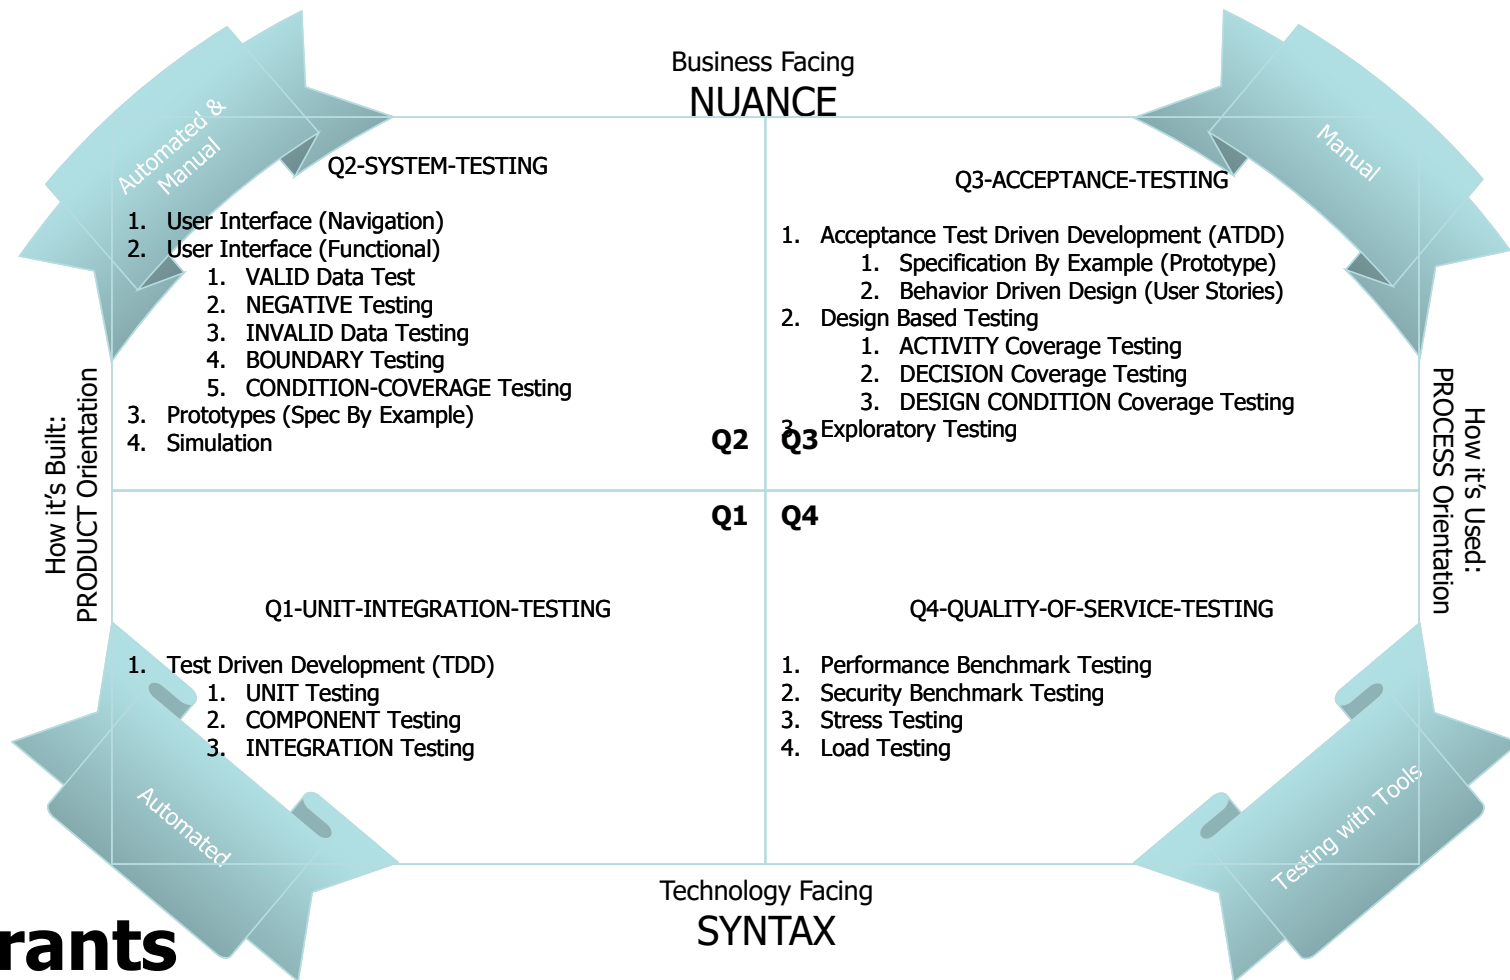 Business Facing
NUANCE
Automated &
Manual
Manual
Q2-SYSTEM-TESTING
1. User Interface (Navigation)
2. User Interface (Functional)
1. VALID Data Test
2. NEGATIVE Testing
3. INVALID Data Testing
4. BOUNDARY Testing
5. CONDITION-COVERAGE Testing
3. Prototypes (Spec By Example)
4. Simulation
Q2
Q3-ACCEPTANCE-TESTING
1. Acceptance Test Driven Development (ATDD)
1. Specification By Example (Prototype)
2. Behavior Driven Design (User Stories)
2. Design Based Testing
1. ACTIVITY Coverage Testing
2. DECISION Coverage Testing
3. DESIGN CONDITION Coverage Testing
3. Exploratory Testing
Q3
How it's Built:
PRODUCT Orientation
How it's Used:
PROCESS Orientation
Q1
Q4
Q1-UNIT-INTEGRATION-TESTING
1. Test Driven Development (TDD)
1. UNIT Testing
2. COMPONENT Testing
3. INTEGRATION Testing
Q4-QUALITY-OF-SERVICE-TESTING
1. Performance Benchmark Testing
2. Security Benchmark Testing
3. Stress Testing
4. Load Testing
Automated
Testing with Tools
Technology Facing
SYNTAX
rants